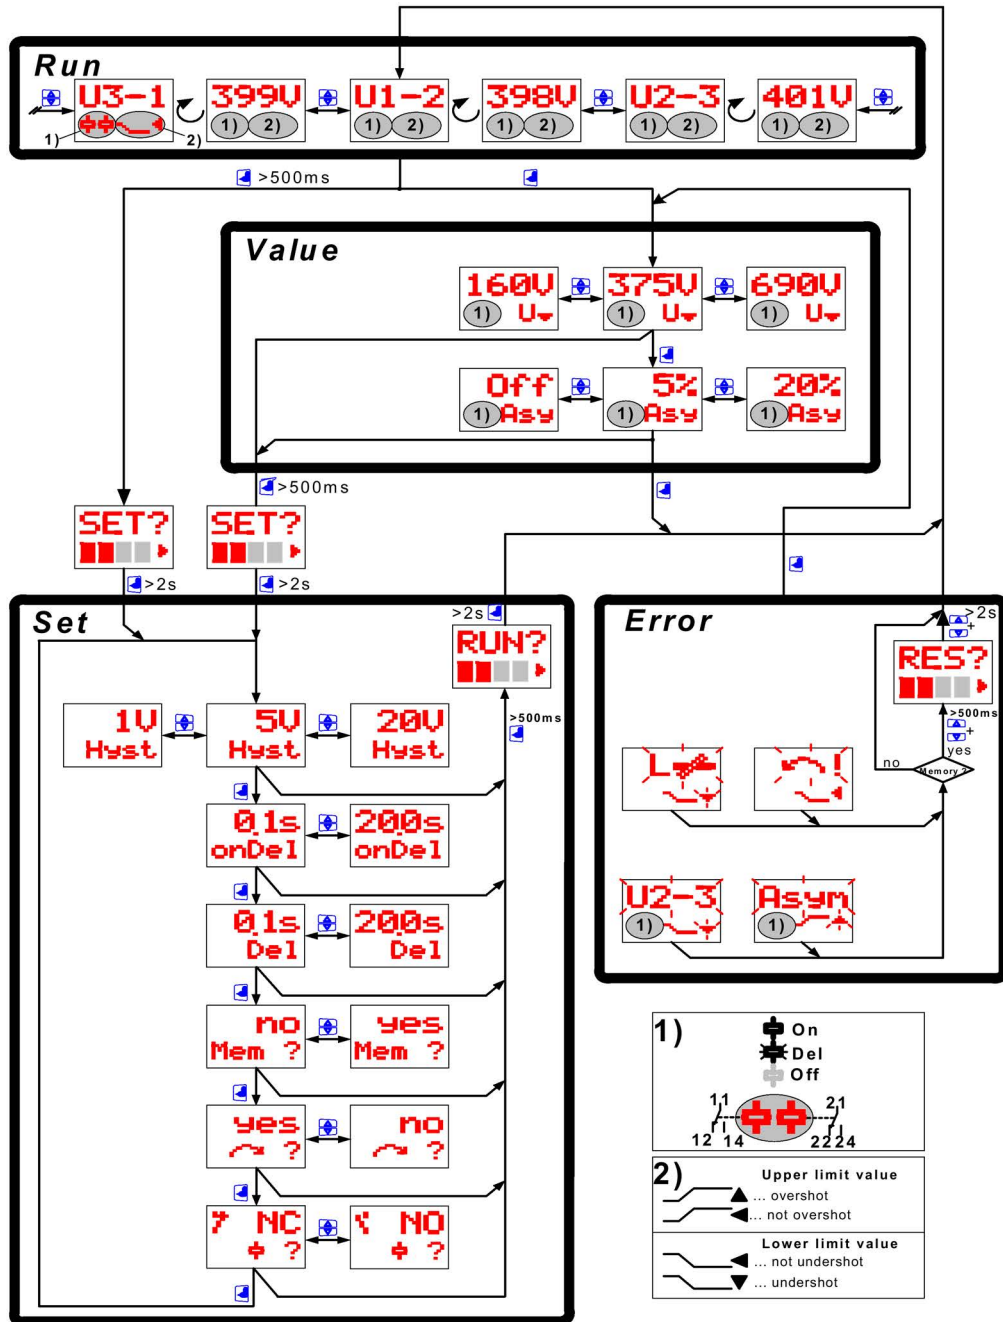 Run
U3-1 399V U1-2 398V U2-3 401V
1) 2) 1) 2) 1) 2) 1) 2) 1) 2) 1) 2)
>500ms
Value
160V 375V 690V
1) U 1) U 1) U
Off 5% 20%
1) Asy 1) Asy 1) Asy
>500ms
SET? SET?
>2s >2s
Set
>2s
RUN?
>500ms
1V 5V 20V
Hyst Hyst Hyst
0.1s 20.0s
onDel onDel
0.1s 20.0s
Del Del
no yes
Mem ? Mem ?
yes no
? ?
NC NO
? ?
Error
>2s
+
RES?
>500ms
+
yes
no Memory?
L !
U2-3 Asym
1) 1)
1)
On
Del
Off
11 21
12 14 22 24
2)
Upper limit value
... overshot
... not overshot
Lower limit value
... not undershot
... undershot